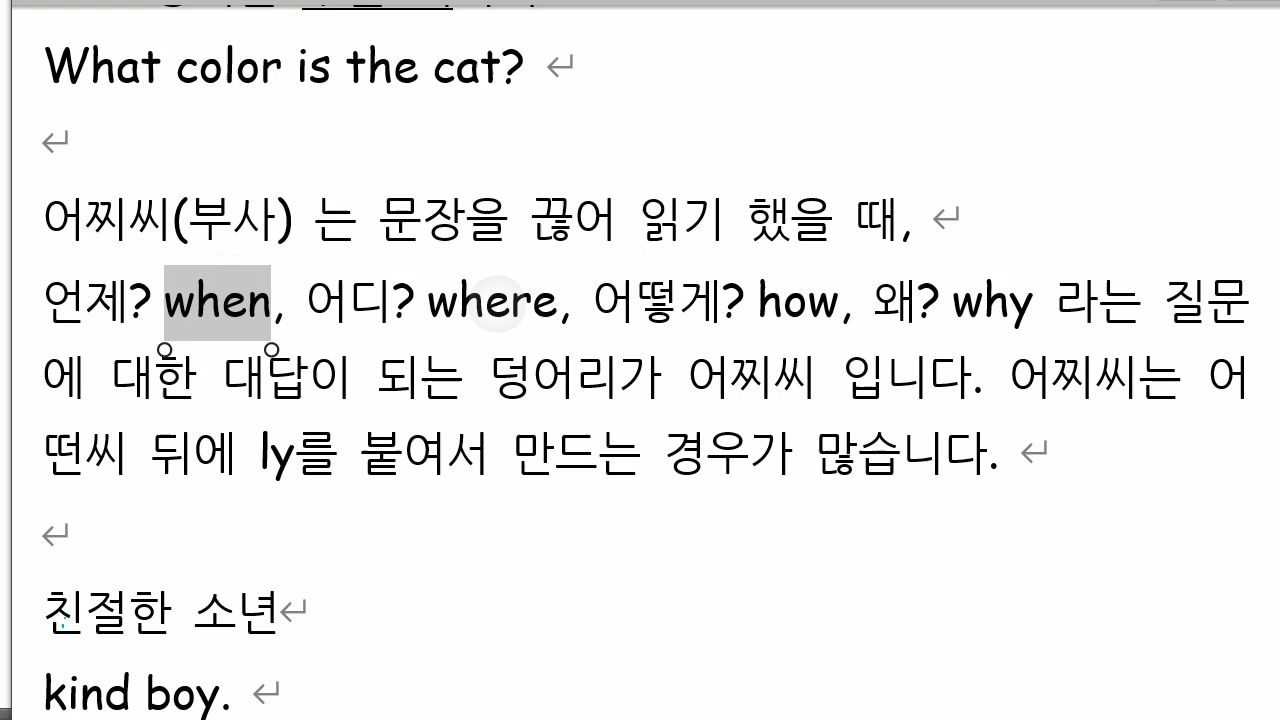 What color is the cat?
어찌씨(부사) 는 문장을 끊어 읽기 했을 때,
언제? when, 어디? where, 어떻게? how, 왜? why 라는 질문
에 대한 대답이 되는 덩어리가 어찌씨 입니다. 어찌씨는 어
떤씨 뒤에 ly를 붙여서 만드는 경우가 많습니다.
친절한 소년
kind boy.